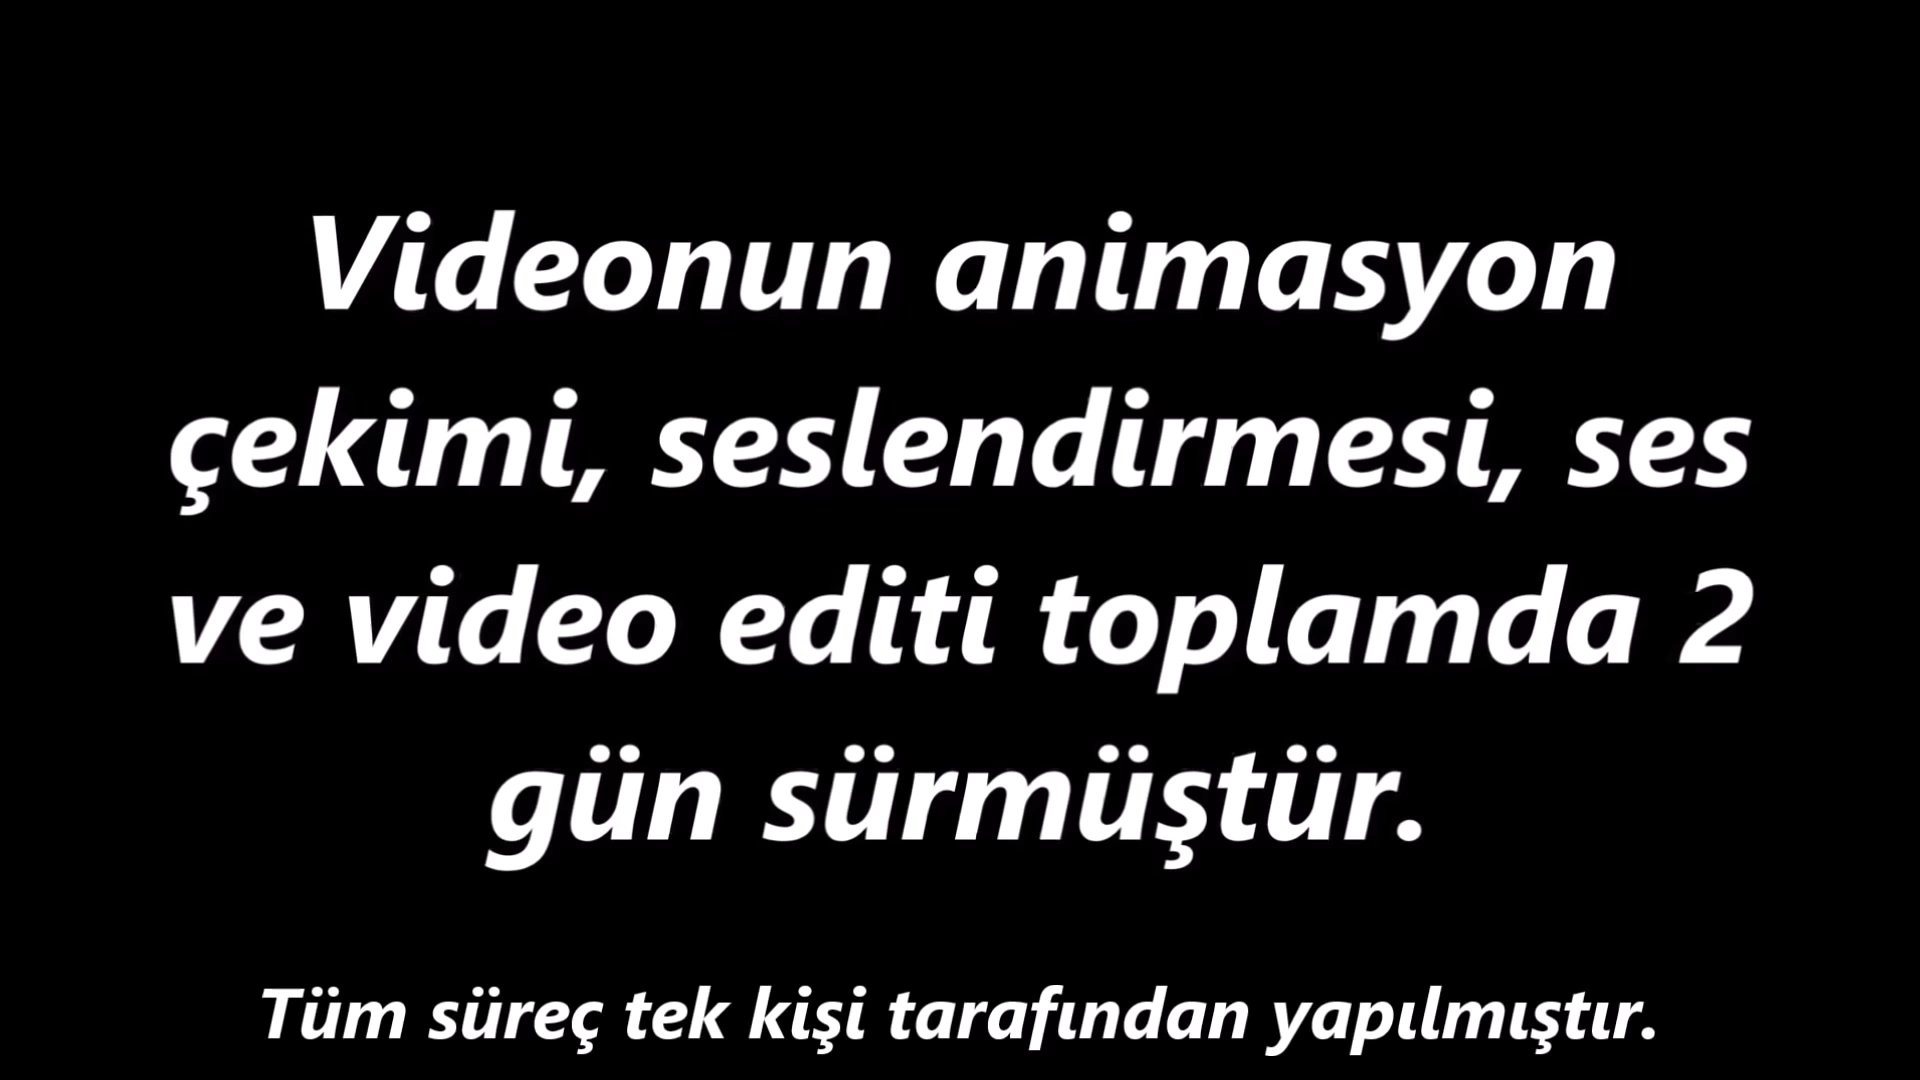 Videonun animasyon
çekimi, seslendirmesi, ses
ve video editi toplamda 2
gün sürmüştür.
Tüm süreç tek kişi tarafından yapılmıştır.